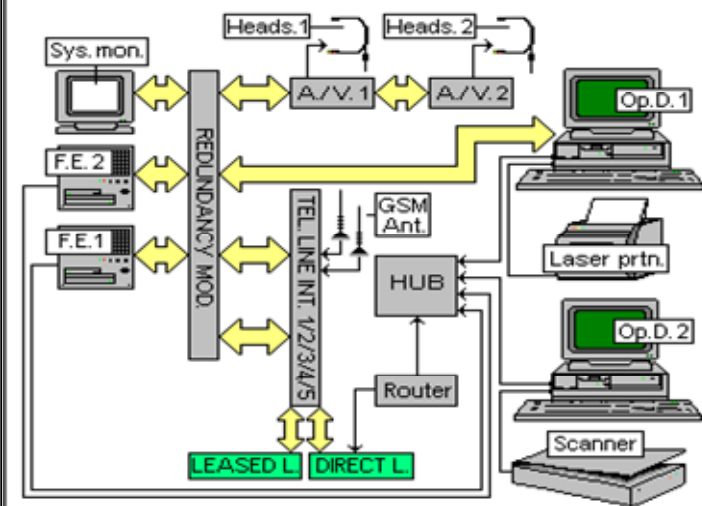 Heads.1
Heads.2
Sys.mon.
A./V.1
A./V.2
Op.D.1
REDUNDANCY MOD.
F.E.2
TEL. LINE INT. 1/2/3/4/5
GSM
Ant.
F.E.1
Laser prtn.
HUB
Op.D.2
Router
Scanner
LEASED L.
DIRECT L.